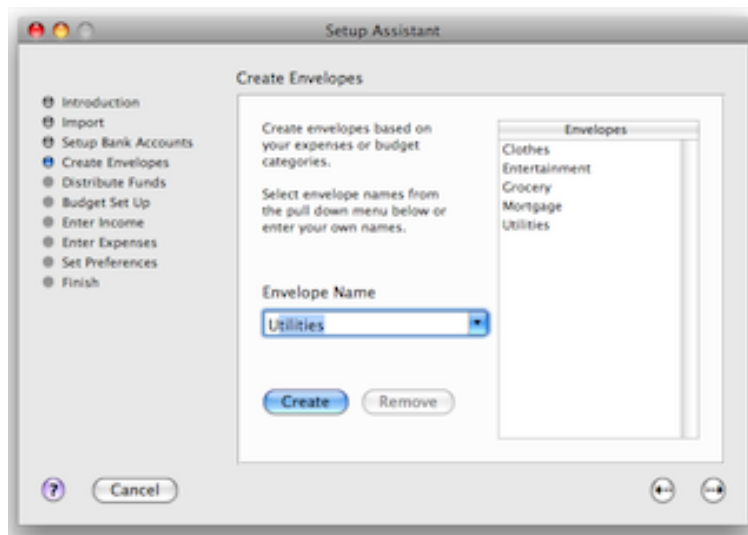 Setup Assistant
Create Envelopes
Introduction
Import
Setup Bank Accounts
Create Envelopes
Distribute Funds
Budget Set Up
Enter Income
Enter Expenses
Set Preferences
Finish
Create envelopes based on
your expenses or budget
categories.
Select envelope names from
the pull down menu below or
enter your own names.
Envelope Name
Utilities
Create
Remove
Envelopes
Clothes
Entertainment
Grocery
Mortgage
Utilities
?
Cancel